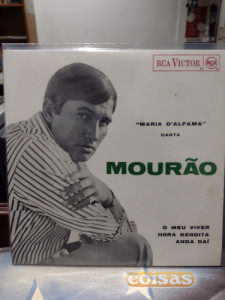 RCA VICTOR
"MARIA D'ALFAMA"
CANTA
MOURÃO
O MEU VIVER
HORA BENDITA
ANDA DAÍ
coisas